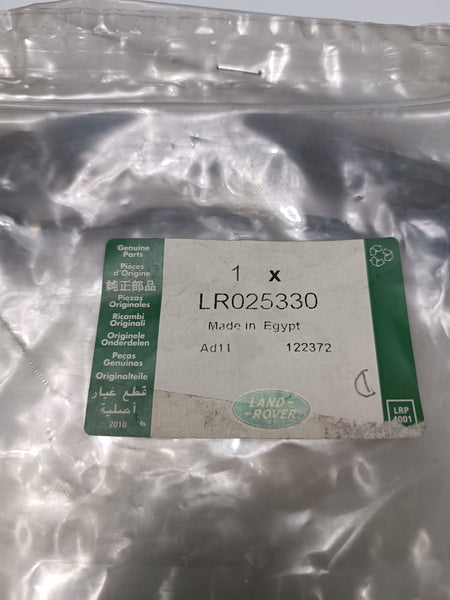 Genuine
Parts
Pièces
d'Origine
純正部品
Piezas
Originales
Ricambi
Originali
Originele
Onderdelen
Peças
Genuínas
Originalteile
قطع غيار
أصلية
2010
1 x
LR025330
Made in Egypt
Ad11 122372
LAND-
-ROVER
LRP
4001